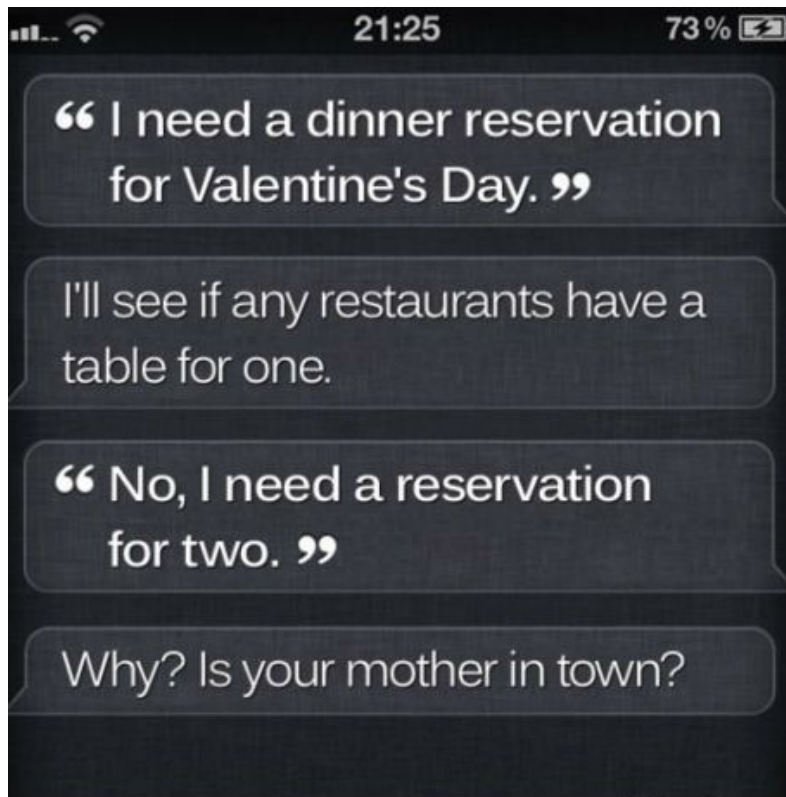 21:25 73%
“ I need a dinner reservation
for Valentine's Day. ”
I'll see if any restaurants have a
table for one.
“ No, I need a reservation
for two. ”
Why? Is your mother in town?